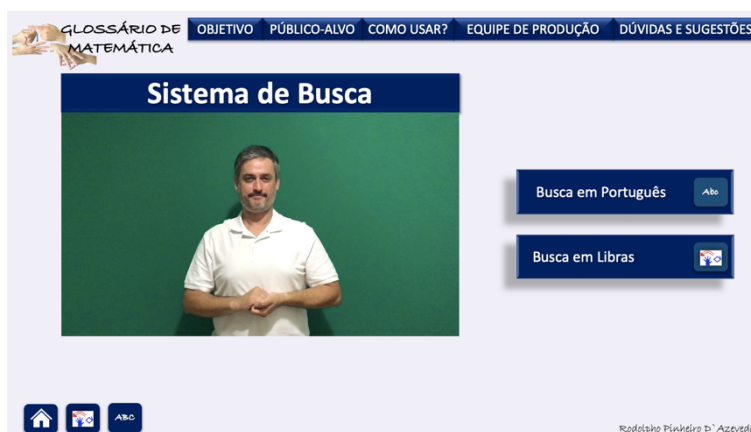 GLOSSÁRIO DE
MATEMÁTICA
OBJETIVO PÚBLICO-ALVO COMO USAR? EQUIPE DE PRODUÇÃO DÚVIDAS E SUGESTÕES
Sistema de Busca
Busca em Português Abc
Busca em Libras
ABC
Rodolpho Pinheiro D`Azeved